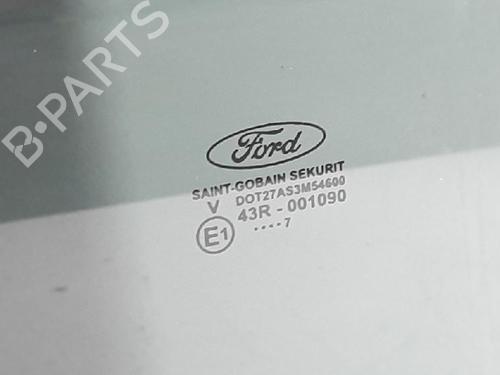 B-PARTS
Ford
SAINT-GOBAIN SEKURIT
V DOT27AS3M54600
E1 43R - 001090
....7